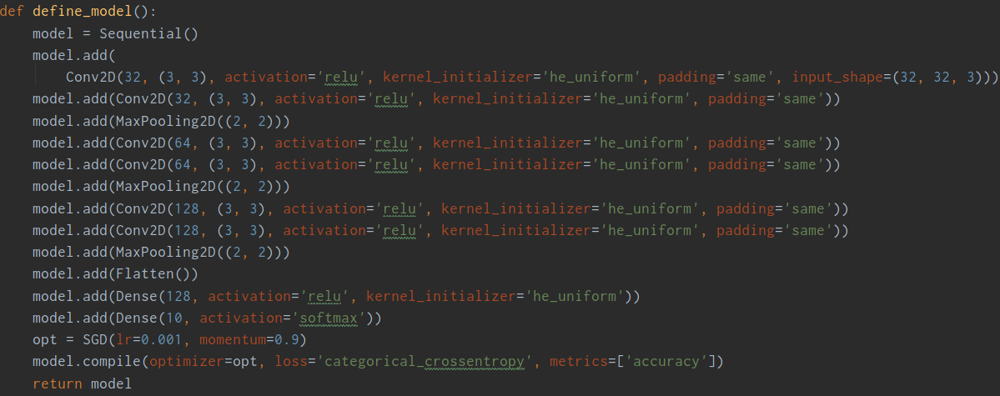 def define_model():
    model = Sequential()
    model.add(
        Conv2D(32, (3, 3), activation='relu', kernel_initializer='he_uniform', padding='same', input_shape=(32, 32, 3)))
    model.add(Conv2D(32, (3, 3), activation='relu', kernel_initializer='he_uniform', padding='same'))
    model.add(MaxPooling2D((2, 2)))
    model.add(Conv2D(64, (3, 3), activation='relu', kernel_initializer='he_uniform', padding='same'))
    model.add(Conv2D(64, (3, 3), activation='relu', kernel_initializer='he_uniform', padding='same'))
    model.add(MaxPooling2D((2, 2)))
    model.add(Conv2D(128, (3, 3), activation='relu', kernel_initializer='he_uniform', padding='same'))
    model.add(Conv2D(128, (3, 3), activation='relu', kernel_initializer='he_uniform', padding='same'))
    model.add(MaxPooling2D((2, 2)))
    model.add(Flatten())
    model.add(Dense(128, activation='relu', kernel_initializer='he_uniform'))
    model.add(Dense(10, activation='softmax'))
    opt = SGD(lr=0.001, momentum=0.9)
    model.compile(optimizer=opt, loss='categorical_crossentropy', metrics=['accuracy'])
    return model